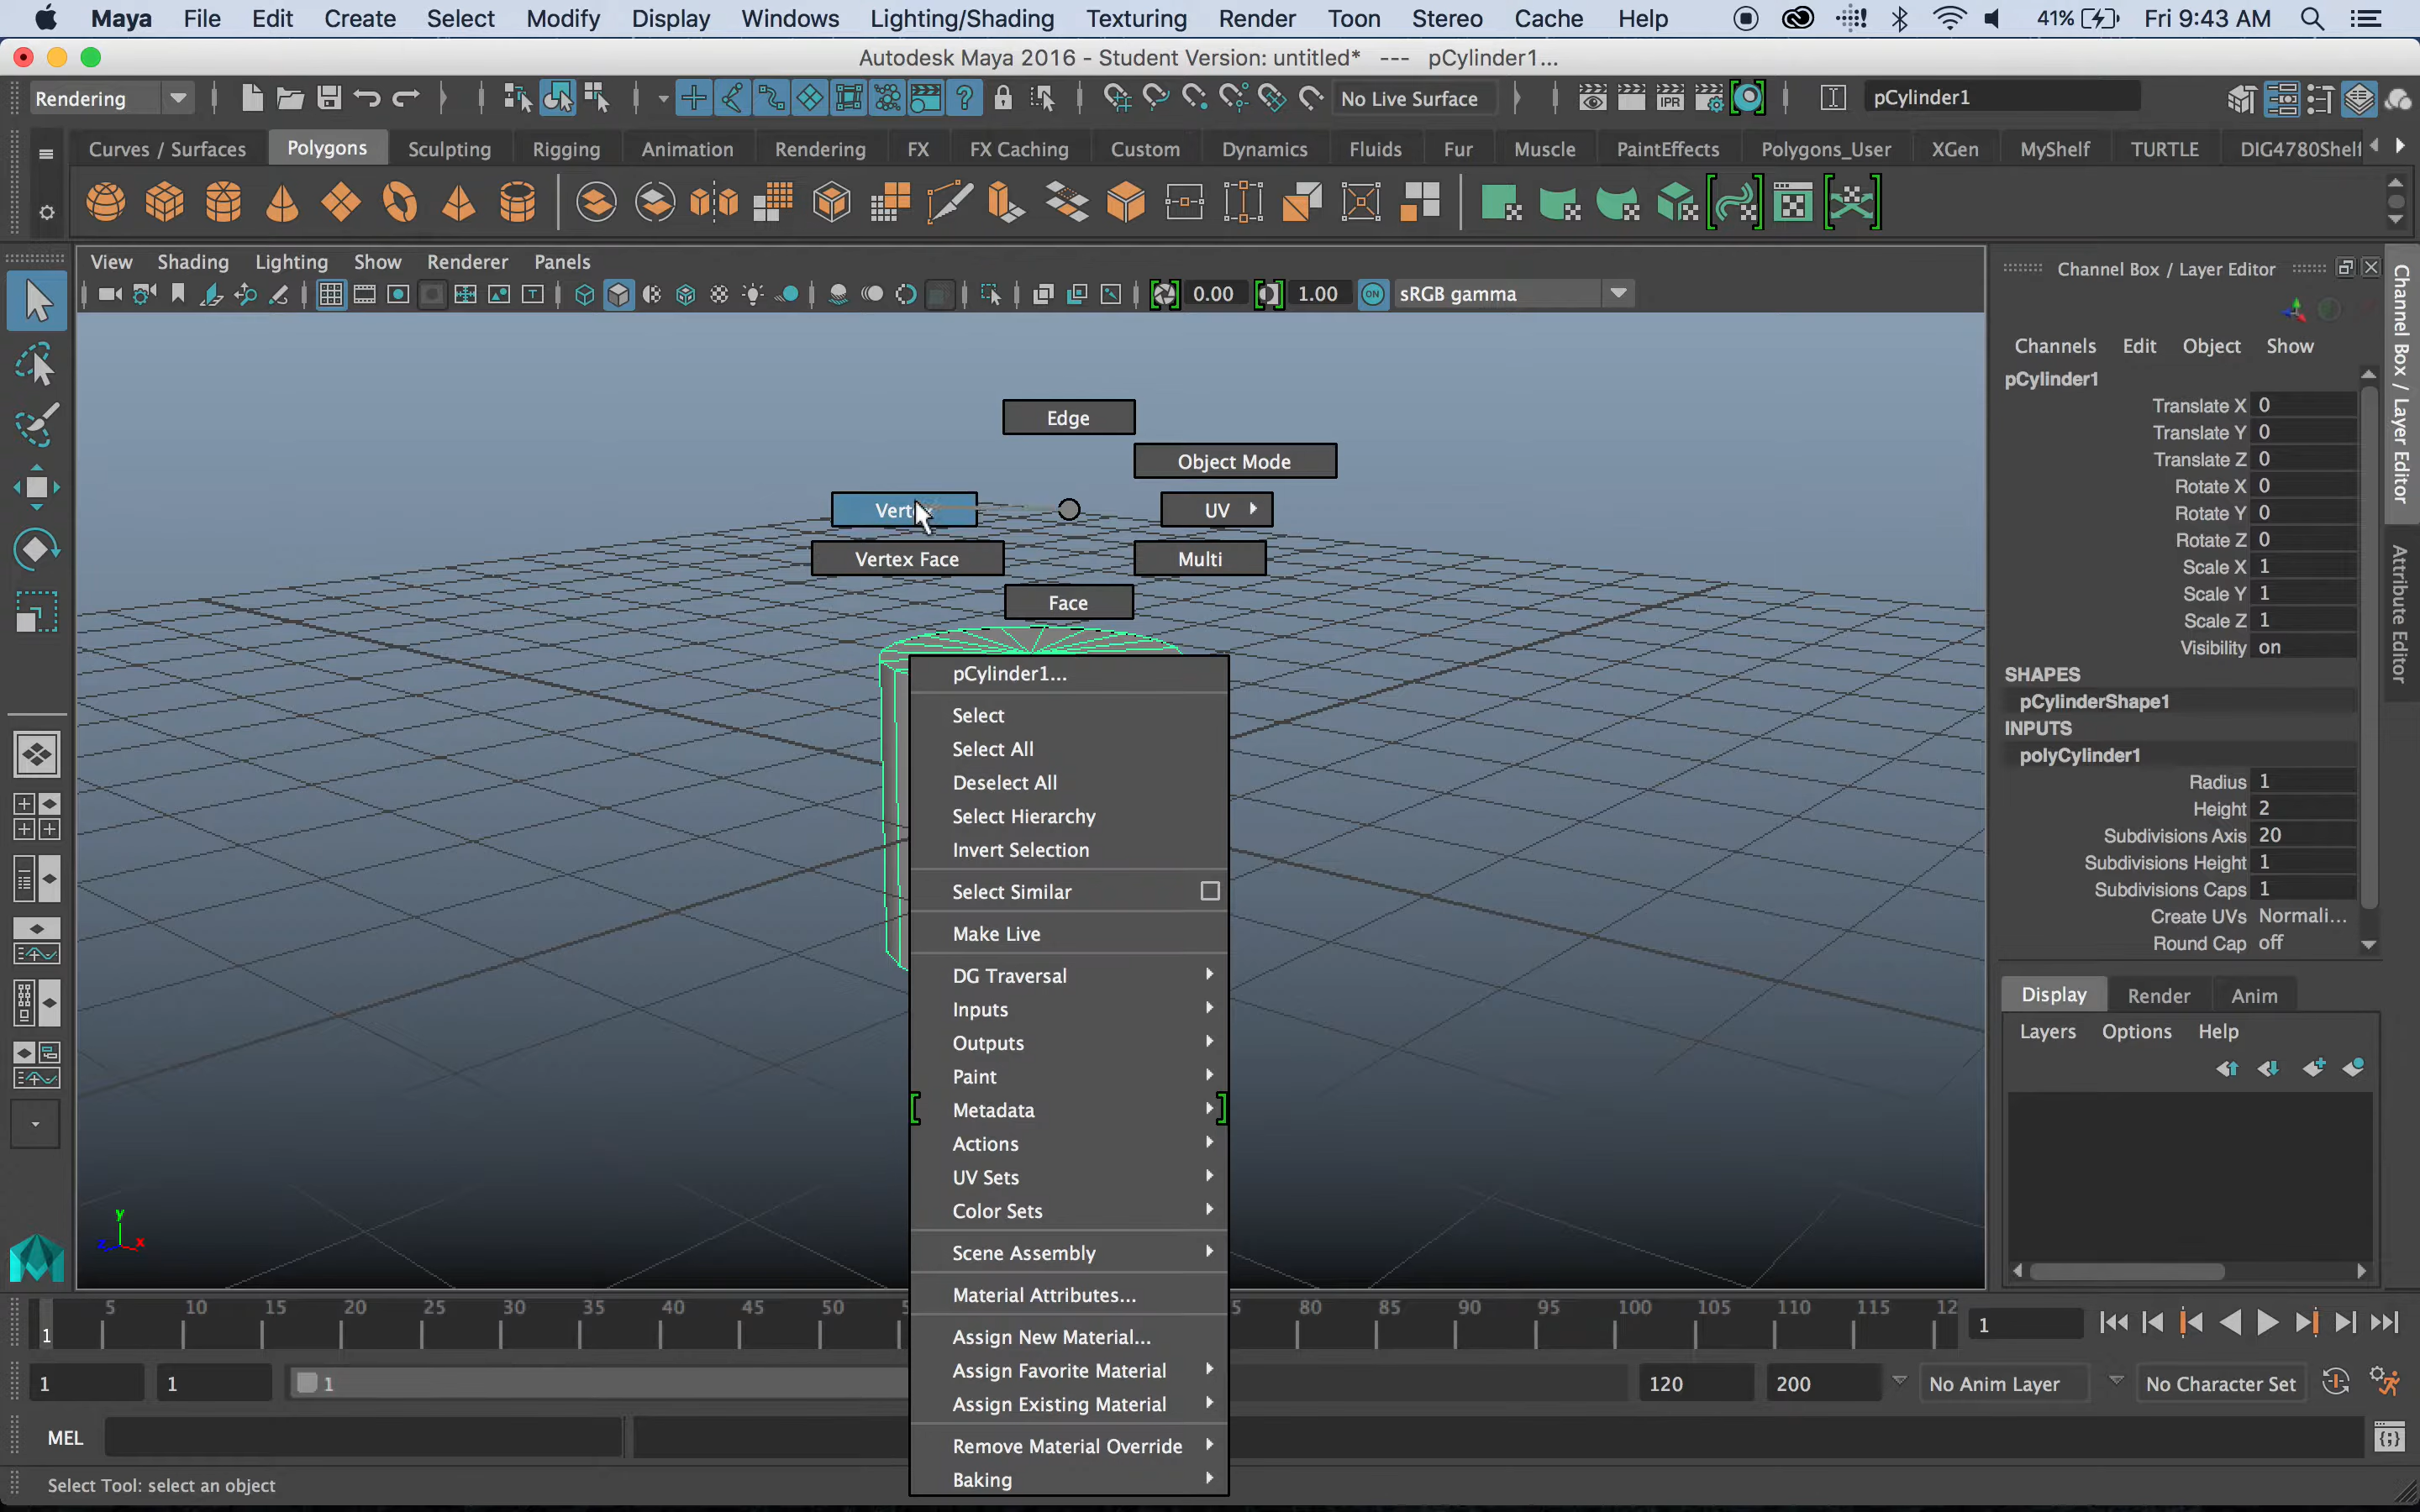 Maya File Edit Create Select Modify Display Windows Lighting/Shading Texturing Render Toon Stereo Cache Help 41% Fri 9:43 AM
Autodesk Maya 2016 - Student Version: untitled* --- pCylinder1...
Rendering No Live Surface IPR pCylinder1
Curves / Surfaces Polygons Sculpting Rigging Animation Rendering FX FX Caching Custom Dynamics Fluids Fur Muscle PaintEffects Polygons_User XGen MyShelf TURTLE DIG4780Shelf
View Shading Lighting Show Renderer Panels
0.00 1.00 ON sRGB gamma
Edge
Object Mode
UV
Vertex Face
Multi
Face
pCylinder1...
Select
Select All
Deselect All
Select Hierarchy
Invert Selection
Select Similar
Make Live
DG Traversal
Inputs
Outputs
Paint
Metadata
Actions
UV Sets
Color Sets
Scene Assembly
Material Attributes...
Assign New Material...
Assign Favorite Material
Assign Existing Material
Remove Material Override
Baking
y
z x
Channel Box / Layer Editor
Channels Edit Object Show
pCylinder1
Translate X 0
Translate Y 0
Translate Z 0
Rotate X 0
Rotate Y 0
Rotate Z 0
Scale X 1
Scale Y 1
Scale Z 1
Visibility on
SHAPES
pCylinderShape1
INPUTS
polyCylinder1
Radius 1
Height 2
Subdivisions Axis 20
Subdivisions Height 1
Subdivisions Caps 1
Create UVs Normali...
Round Cap off
Display Render Anim
Layers Options Help
Channel Box / Layer Editor
Attribute Editor
5 10 15 20 25 30 35 40 45 50 5 80 85 90 95 100 105 110 115 12
1 1
1 1 1 120 200 No Anim Layer No Character Set
MEL
Select Tool: select an object